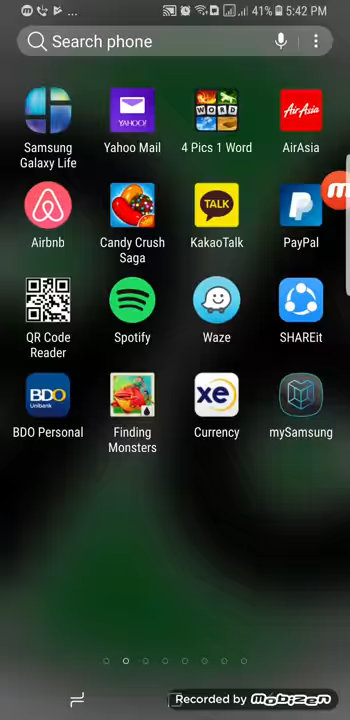 41% 5:42 PM
Search phone
YAHOO!
WORD
AirAsia
Samsung Galaxy Life
Yahoo Mail
4 Pics 1 Word
AirAsia
TALK
Airbnb
Candy Crush Saga
KakaoTalk
PayPal
QR Code Reader
Spotify
Waze
SHAREit
BDO
Unibank
xe
BDO Personal
Finding Monsters
Currency
mySamsung
Recorded by MOBIZEN